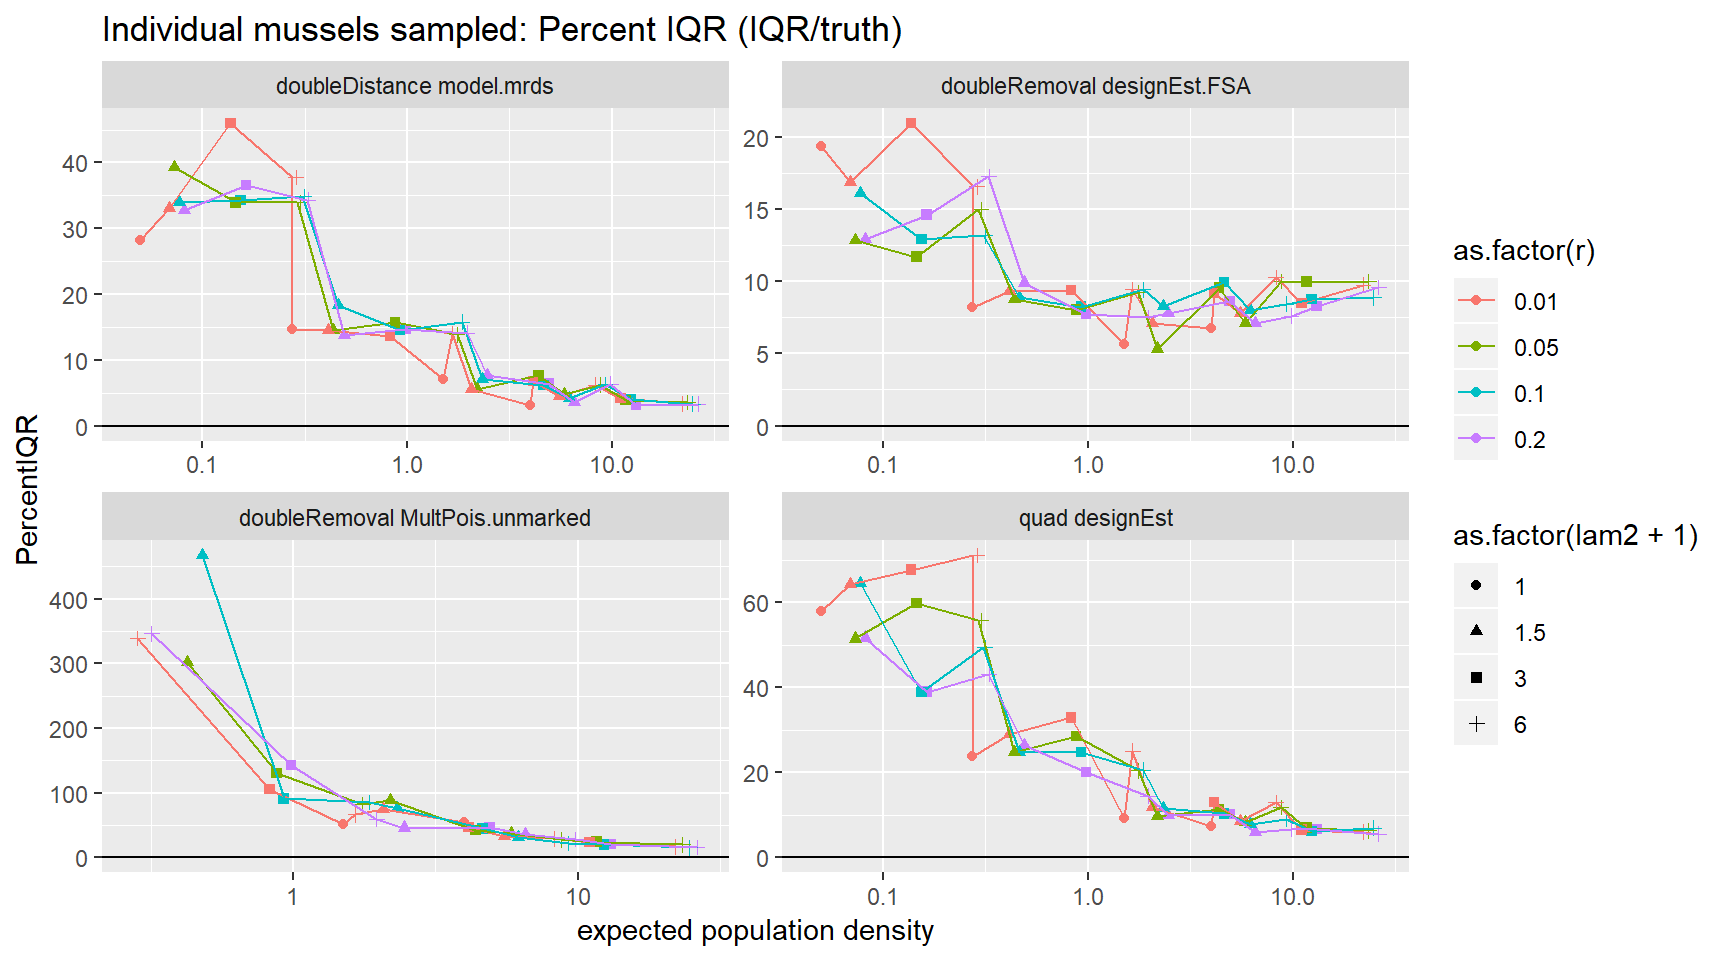 Individual mussels sampled: Percent IQR (IQR/truth)
doubleDistance model.mrds
doubleRemoval designEst.FSA
40
30
20
10
0
0.1 1.0 10.0
20
15
10
5
0
0.1 1.0 10.0
PercentIQR
doubleRemoval MultPois.unmarked
quad designEst
400
300
200
100
0
1 10
60
40
20
0
0.1 1.0 10.0
expected population density
as.factor(r)
0.01
0.05
0.1
0.2
as.factor(lam2 + 1)
1
1.5
3
6